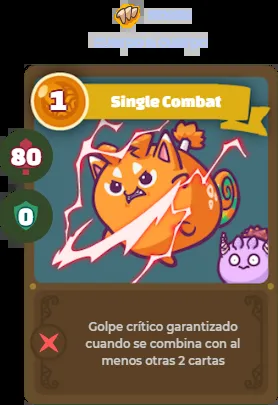 1
Single Combat
80
0
Golpe crítico garantizado
cuando se combina con al
menos otras 2 cartas